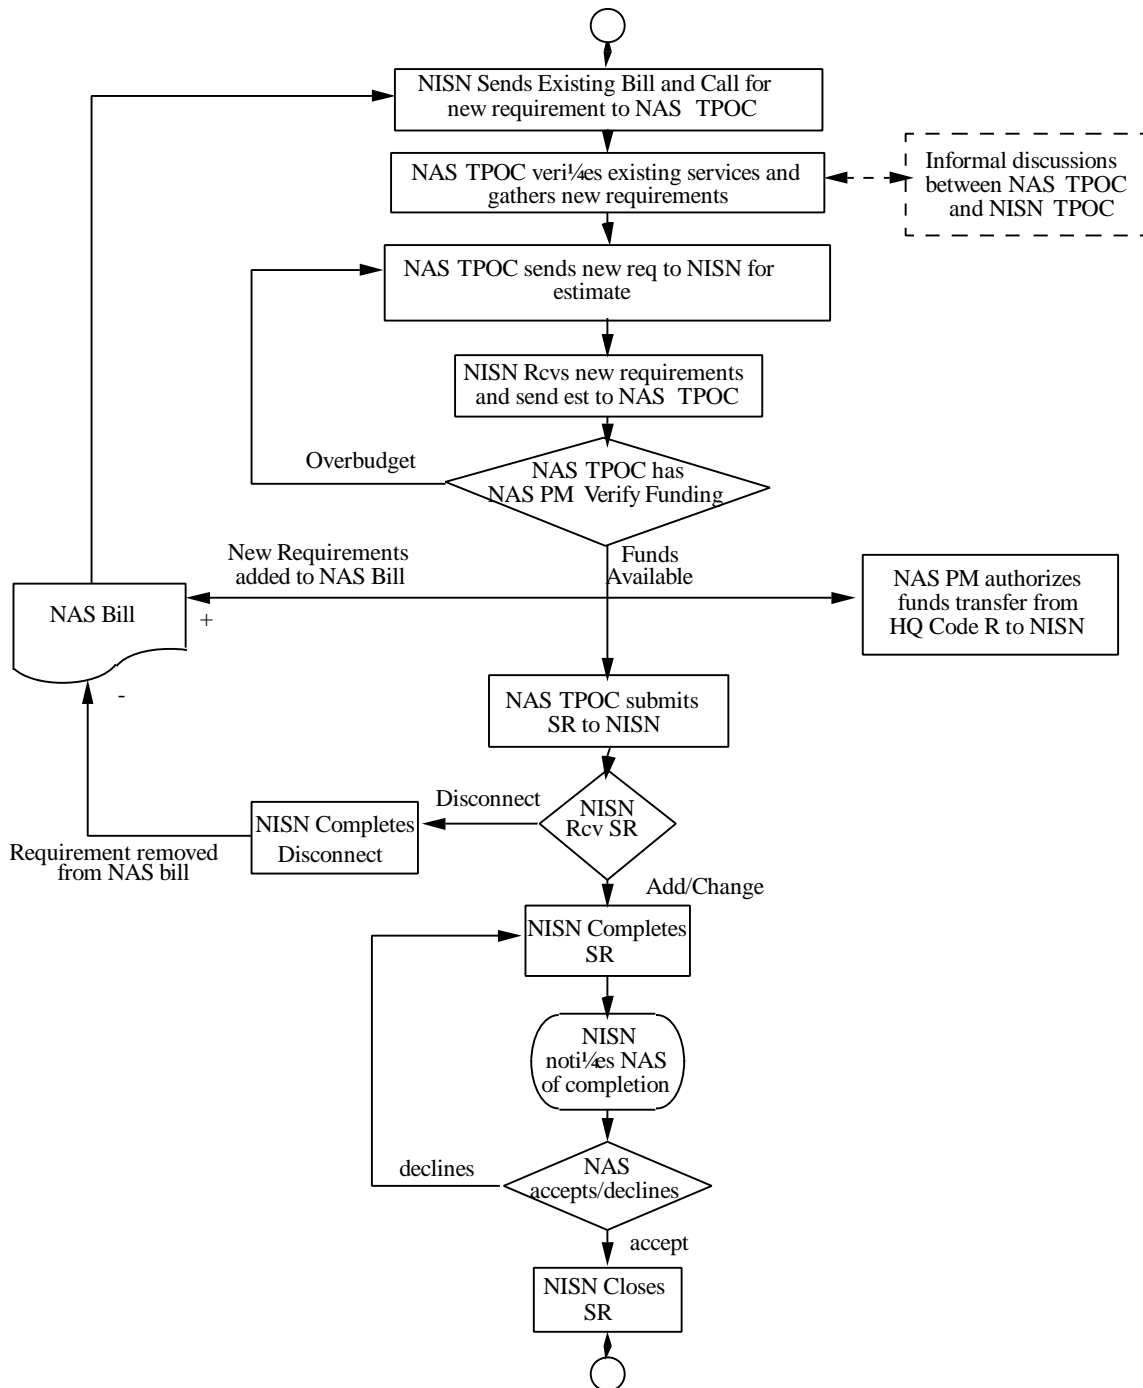 NISN Sends Existing Bill and Call for
new requirement to NAS TPOC
NAS TPOC veri¼es existing services and
gathers new requirements
Informal discussions
between NAS TPOC
and NISN TPOC
NAS TPOC sends new req to NISN for
estimate
NISN Rcvs new requirements
and send est to NAS TPOC
Overbudget
NAS TPOC has
NAS PM Verify Funding
New Requirements
added to NAS Bill
Funds
Available
NAS Bill
+
-
NAS PM authorizes
funds transfer from
HQ Code R to NISN
NAS TPOC submits
SR to NISN
Disconnect
NISN
Rcv SR
NISN Completes
Disconnect
Requirement removed
from NAS bill
Add/Change
NISN Completes
SR
NISN
noti¼es NAS
of completion
declines
NAS
accepts/declines
accept
NISN Closes
SR